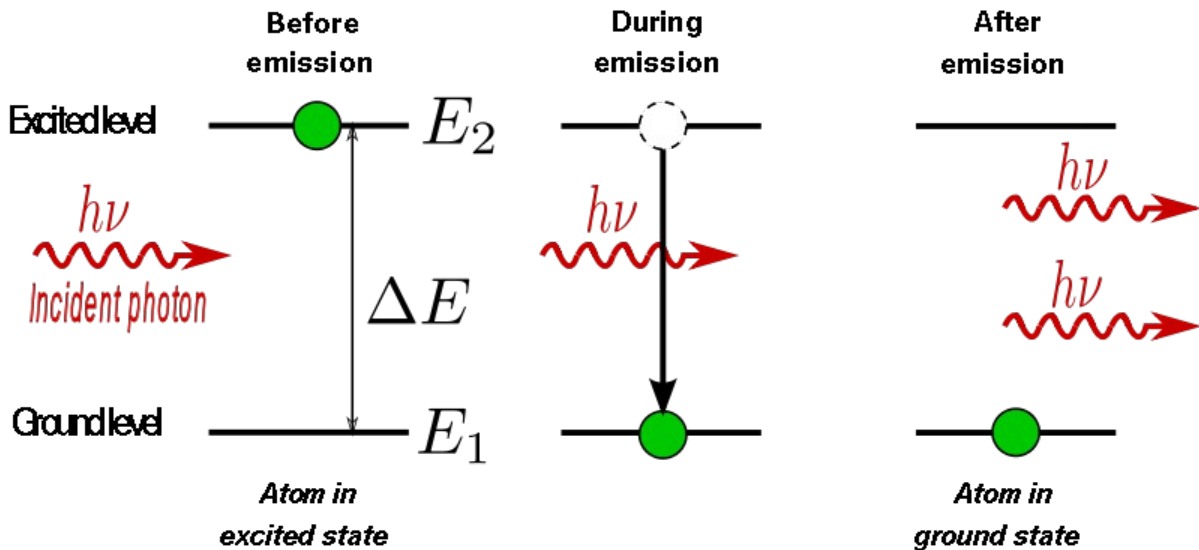 Before
emission
During
emission
After
emission
Excited level
E₂
hν
Incident photon
hν
hν
hν
ΔE
Ground level
E₁
Atom in
excited state
Atom in
ground state